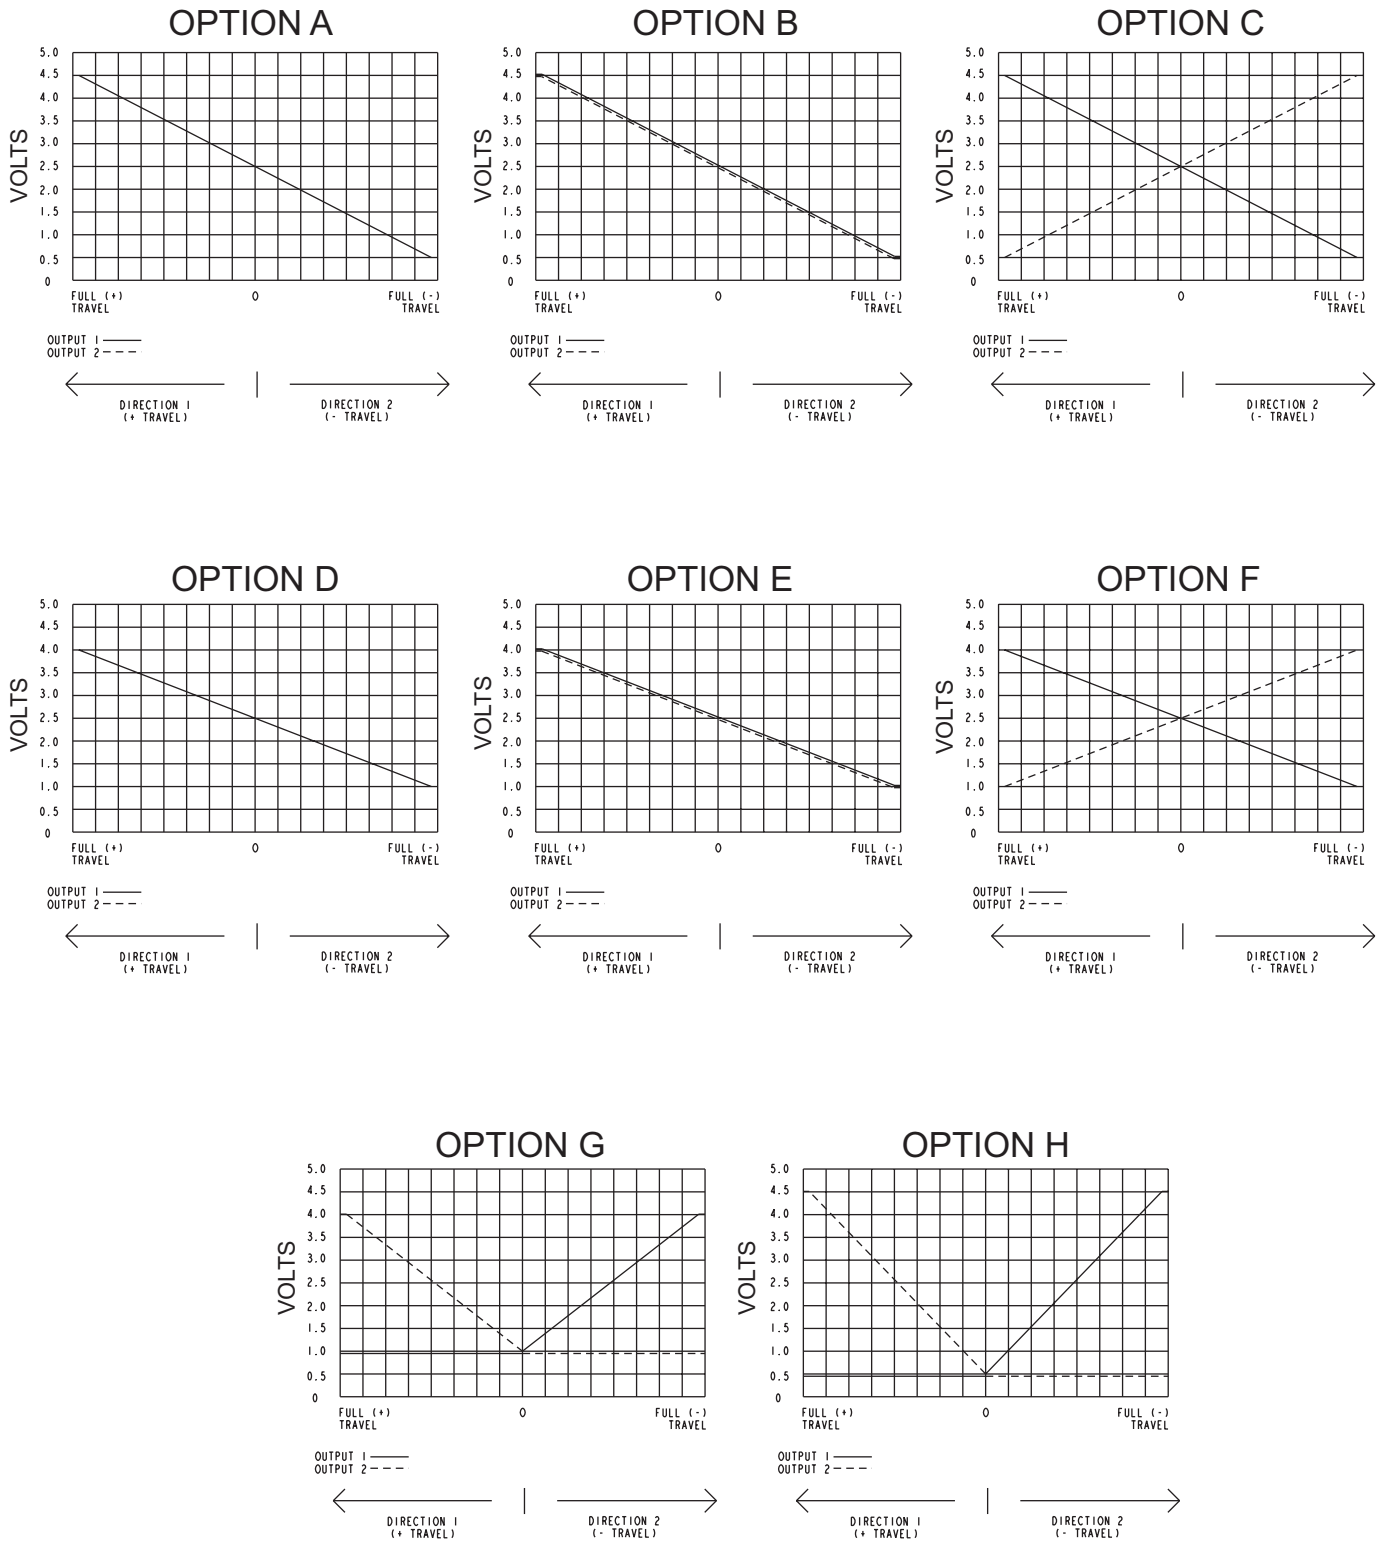 OPTION A
5.0
4.5
4.0
3.5
3.0
2.5
2.0
1.5
1.0
0.5
0
VOLTS
FULL (+) 0 FULL (-)
TRAVEL TRAVEL
OUTPUT 1
OUTPUT 2
DIRECTION 1 DIRECTION 2
(+ TRAVEL) (- TRAVEL)
OPTION B
5.0
4.5
4.0
3.5
3.0
2.5
2.0
1.5
1.0
0.5
0
VOLTS
FULL (+) 0 FULL (-)
TRAVEL TRAVEL
OUTPUT 1
OUTPUT 2
DIRECTION 1 DIRECTION 2
(+ TRAVEL) (- TRAVEL)
OPTION C
5.0
4.5
4.0
3.5
3.0
2.5
2.0
1.5
1.0
0.5
0
VOLTS
FULL (+) 0 FULL (-)
TRAVEL TRAVEL
OUTPUT 1
OUTPUT 2
DIRECTION 1 DIRECTION 2
(+ TRAVEL) (- TRAVEL)
OPTION D
5.0
4.5
4.0
3.5
3.0
2.5
2.0
1.5
1.0
0.5
0
VOLTS
FULL (+) 0 FULL (-)
TRAVEL TRAVEL
OUTPUT 1
OUTPUT 2
DIRECTION 1 DIRECTION 2
(+ TRAVEL) (- TRAVEL)
OPTION E
5.0
4.5
4.0
3.5
3.0
2.5
2.0
1.5
1.0
0.5
0
VOLTS
FULL (+) 0 FULL (-)
TRAVEL TRAVEL
OUTPUT 1
OUTPUT 2
DIRECTION 1 DIRECTION 2
(+ TRAVEL) (- TRAVEL)
OPTION F
5.0
4.5
4.0
3.5
3.0
2.5
2.0
1.5
1.0
0.5
0
VOLTS
FULL (+) 0 FULL (-)
TRAVEL TRAVEL
OUTPUT 1
OUTPUT 2
DIRECTION 1 DIRECTION 2
(+ TRAVEL) (- TRAVEL)
OPTION G
5.0
4.5
4.0
3.5
3.0
2.5
2.0
1.5
1.0
0.5
0
VOLTS
FULL (+) 0 FULL (-)
TRAVEL TRAVEL
OUTPUT 1
OUTPUT 2
DIRECTION 1 DIRECTION 2
(+ TRAVEL) (- TRAVEL)
OPTION H
5.0
4.5
4.0
3.5
3.0
2.5
2.0
1.5
1.0
0.5
0
VOLTS
FULL (+) 0 FULL (-)
TRAVEL TRAVEL
OUTPUT 1
OUTPUT 2
DIRECTION 1 DIRECTION 2
(+ TRAVEL) (- TRAVEL)